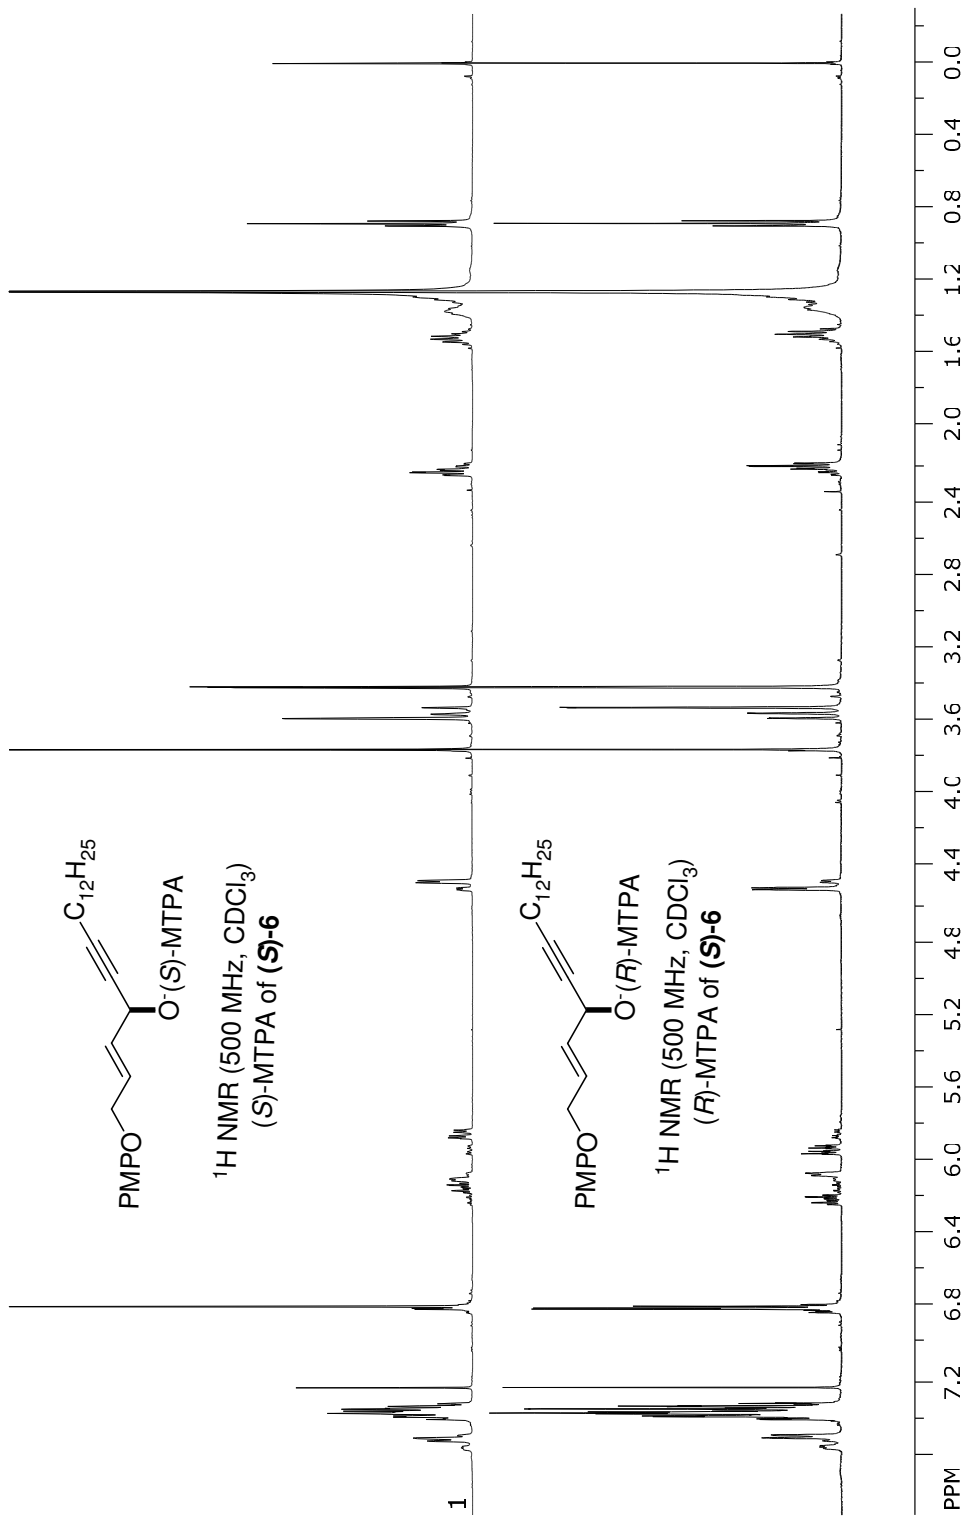 C12H25
PMPO
O-(S)-MTPA
1H NMR (500 MHz, CDCl3)
(S)-MTPA of (S)-6
1
C12H25
PMPO
O-(R)-MTPA
1H NMR (500 MHz, CDCl3)
(R)-MTPA of (S)-6
PPM 7.2 6.8 6.4 6.0 5.6 5.2 4.8 4.4 4.0 3.6 3.2 2.8 2.4 2.0 1.6 1.2 0.8 0.4 0.0